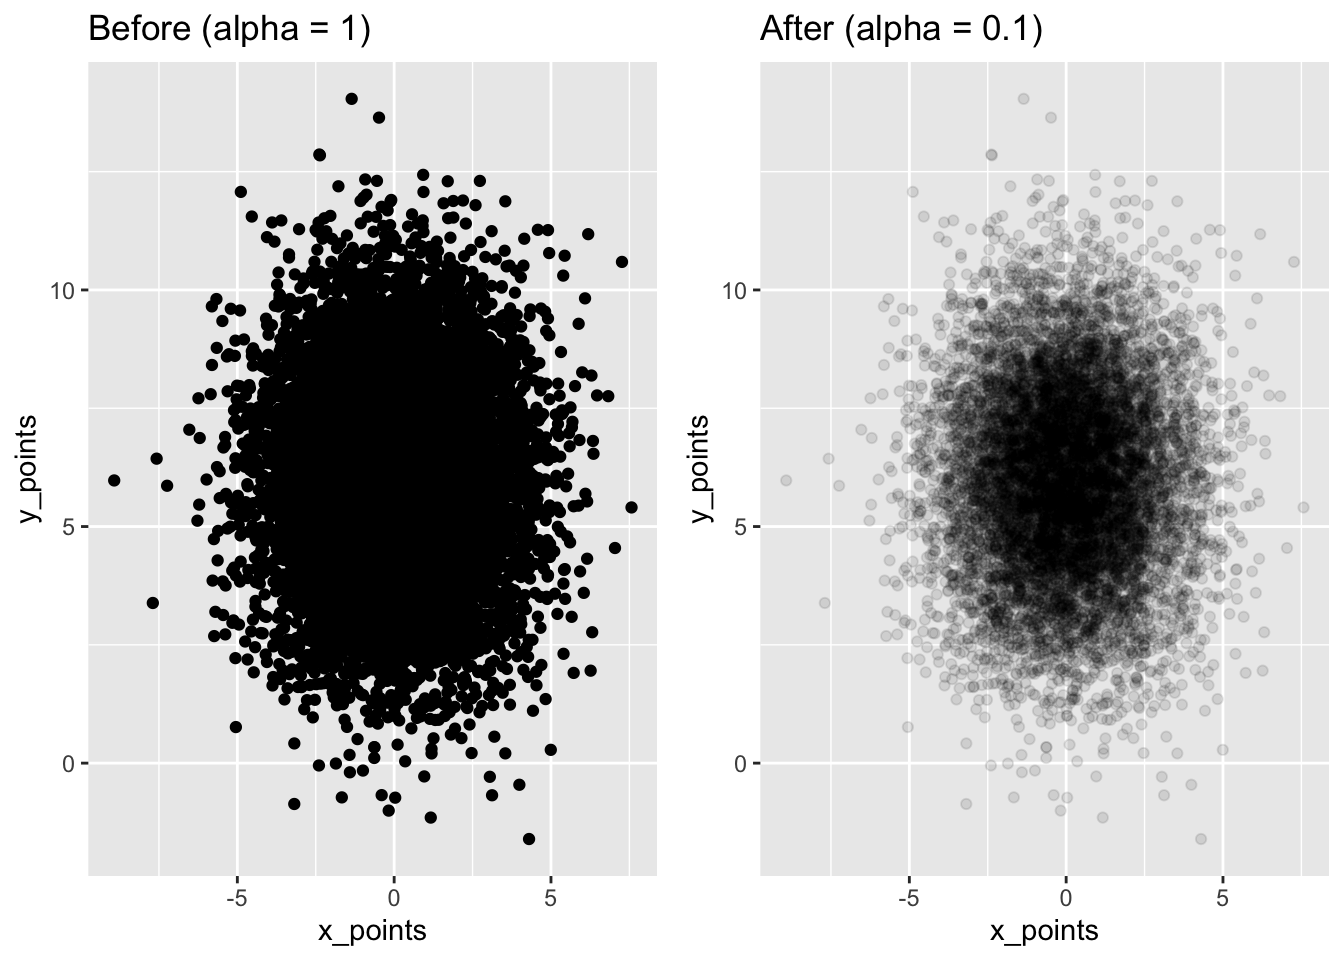 Before (alpha = 1)
After (alpha = 0.1)
y_points
10
5
0
-5
0
5
x_points
y_points
10
5
0
-5
0
5
x_points